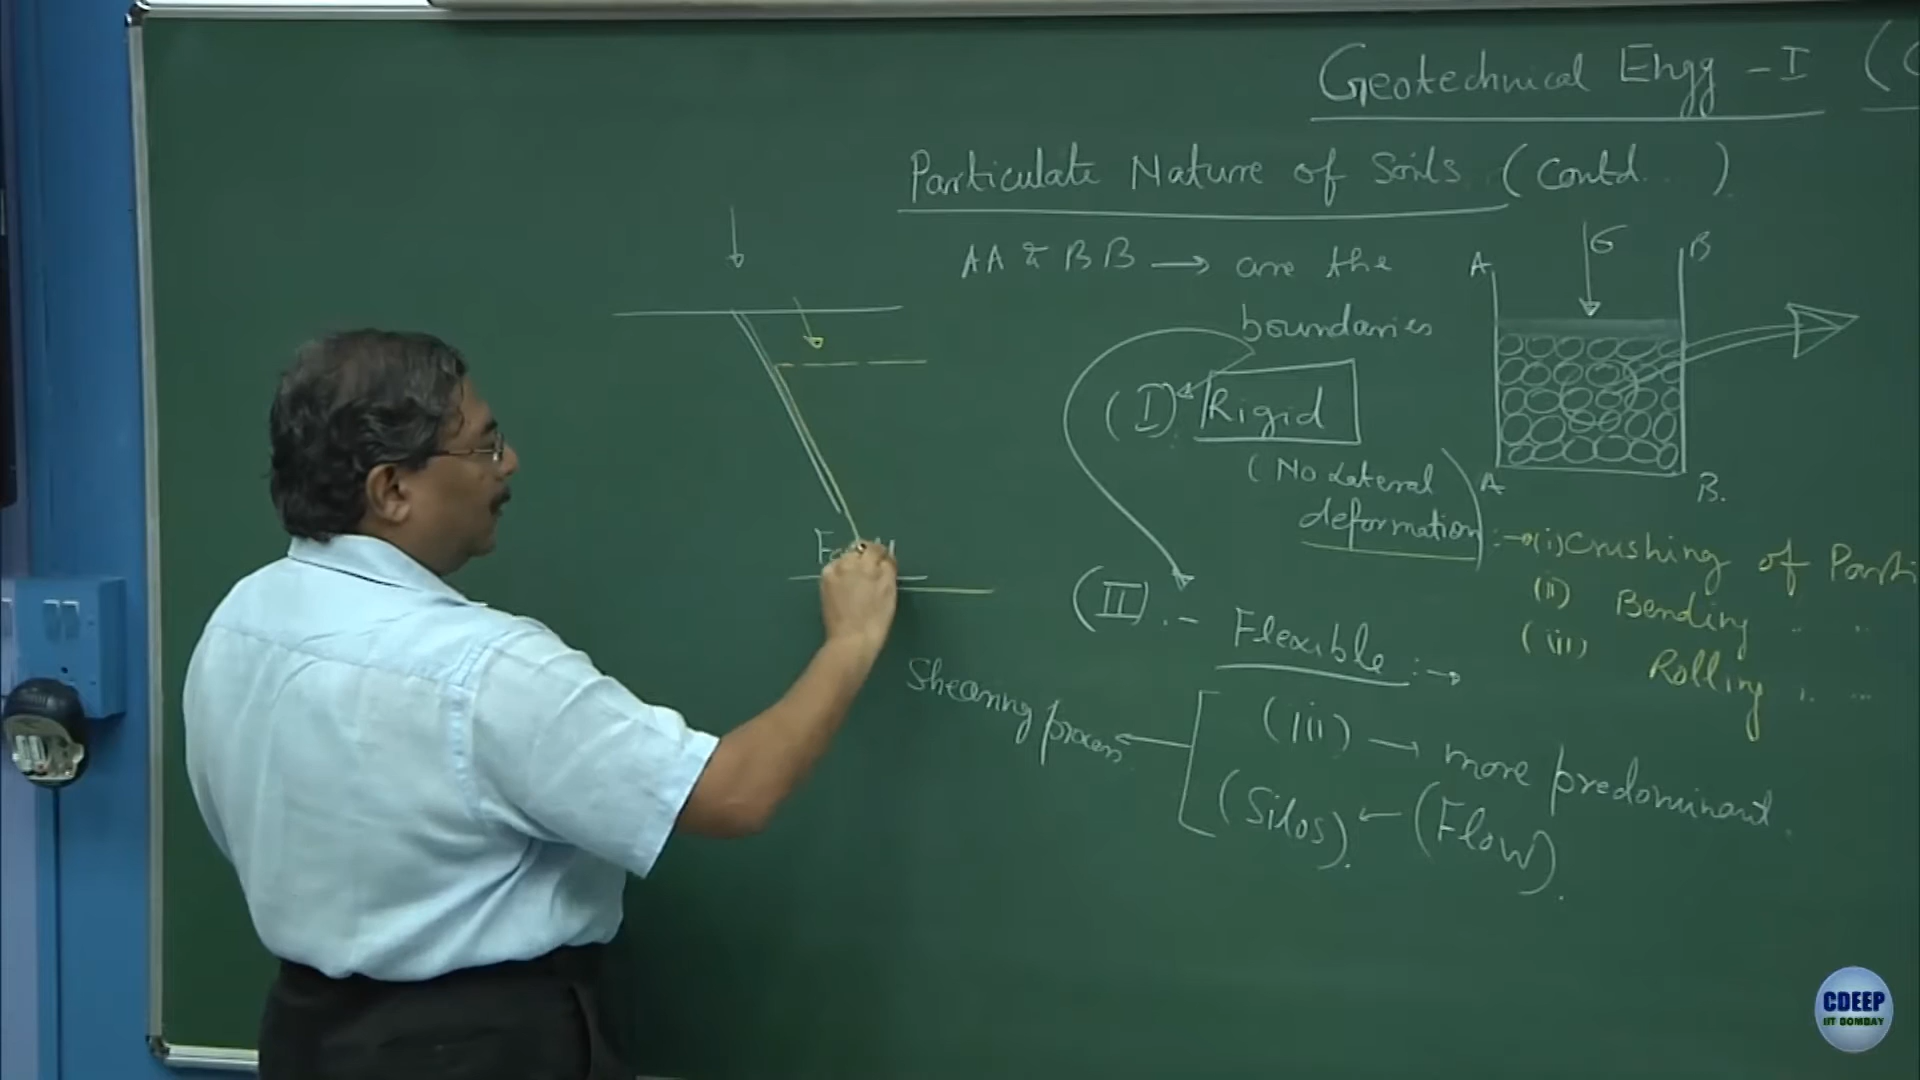 Geotechnical Engg - I (
Particulate Nature of Soils (Contd... )
AA & BB → are the
boundaries
(I) Rigid
(No Lateral
deformation) :→ (i) Crushing of Parti
(ii) Bending " "
(iii) Rolling " "
(II) .- Flexible :→
(iii) → more predominant.
(Silos) ← (Flow).
Shearing process
σ
A
B
A
B.
CDEEP
IIT BOMBAY